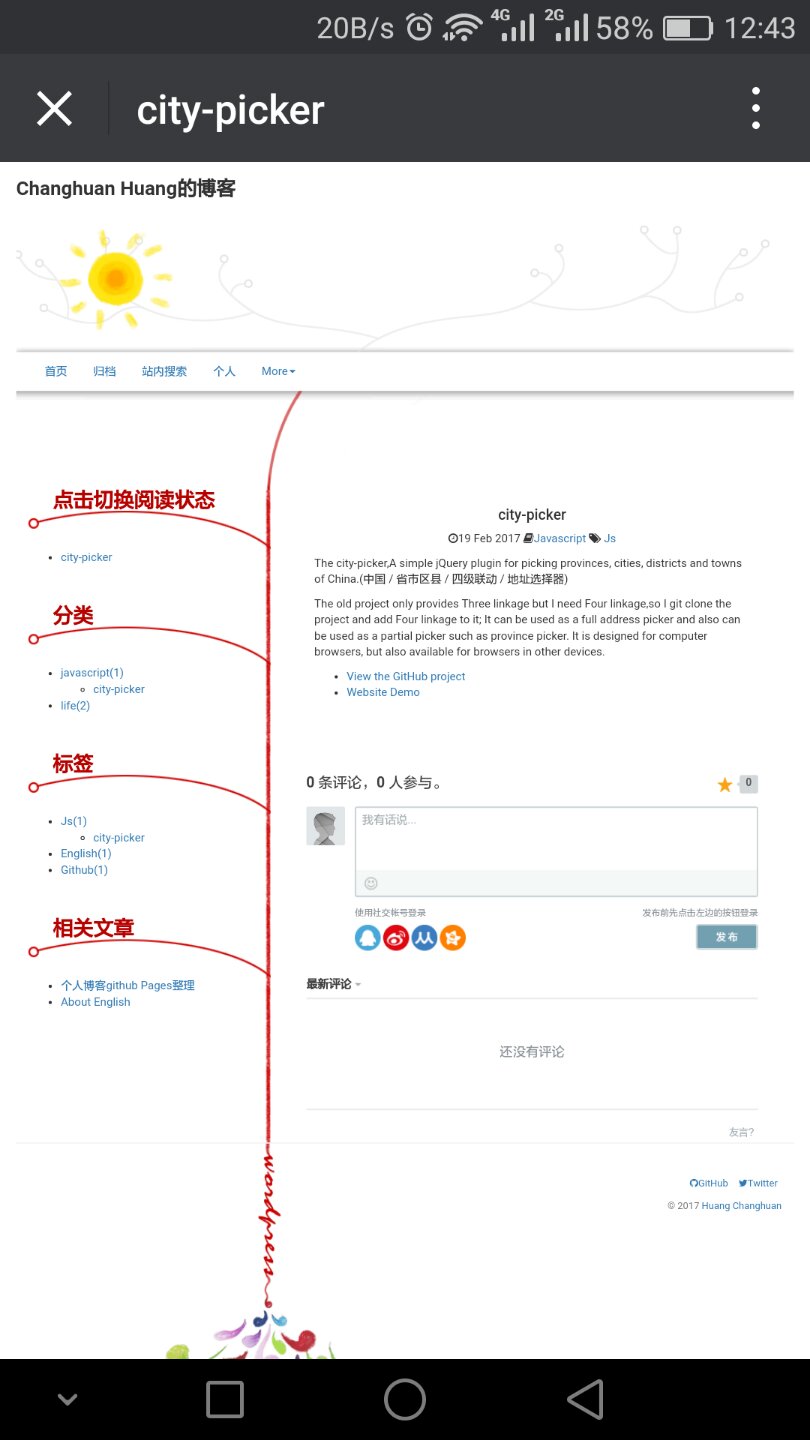 20B/s 4G 2G 58% 12:43
city-picker
Changhuan Huang的博客
首页 归档 站内搜索 个人 More
点击切换阅读状态
city-picker
分类
javascript(1)
city-picker
life(2)
标签
Js(1)
city-picker
English(1)
Github(1)
相关文章
个人博客github Pages整理
About English
city-picker
19 Feb 2017 Javascript Js
The city-picker,A simple jQuery plugin for picking provinces, cities, districts and towns
of China.(中国 / 省市区县 / 四级联动 / 地址选择器)
The old project only provides Three linkage but I need Four linkage,so I git clone the
project and add Four linkage to it; It can be used as a full address picker and also can
be used as a partial picker such as province picker. It is designed for computer
browsers, but also available for browsers in other devices.
View the GitHub project
Website Demo
0 条评论，0 人参与。 0
我有话说...
使用社交帐号登录 发布前先点击左边的按钮登录
发布
最新评论
还没有评论
友言?
GitHub Twitter
© 2017 Huang Changhuan
wordpress